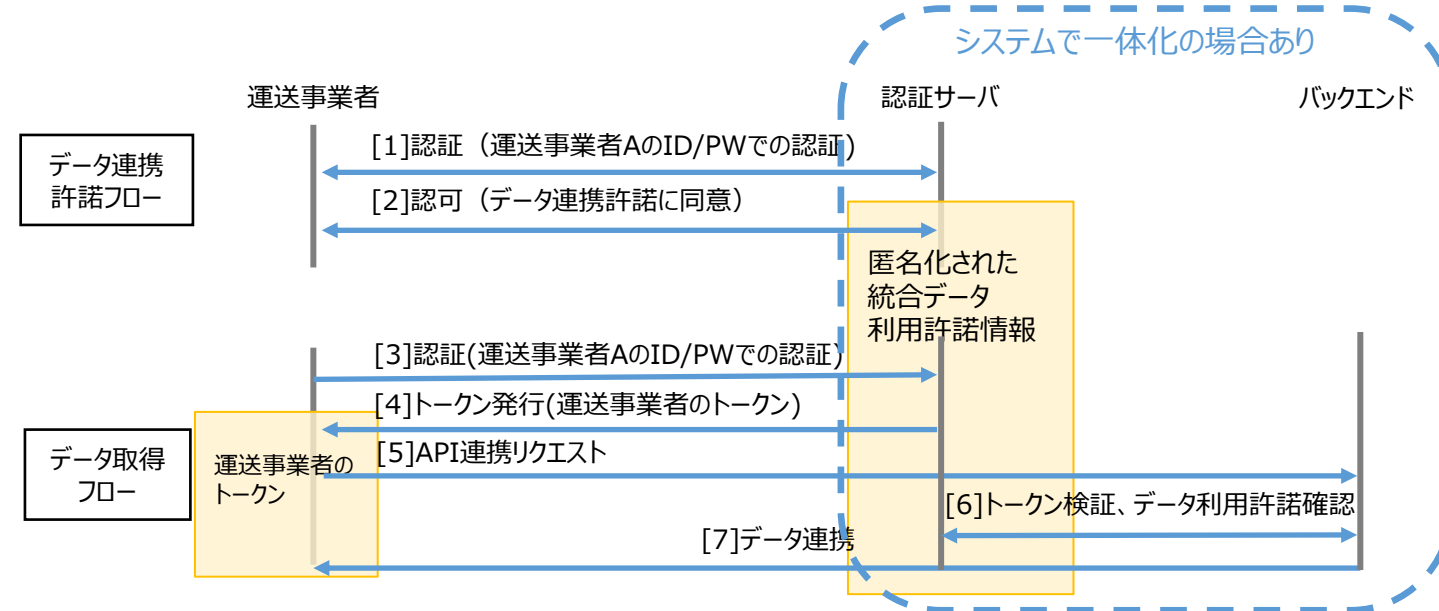 システムで一体化の場合あり
運送事業者
認証サーバ
バックエンド
データ連携
許諾フロー
[1]認証（運送事業者AのID/PWでの認証)
[2]認可（データ連携許諾に同意）
匿名化された
統合データ
利用許諾情報
[3]認証(運送事業者AのID/PWでの認証)
[4]トークン発行(運送事業者のトークン)
データ取得
フロー
運送事業者の
トークン
[5]API連携リクエスト
[6]トークン検証、データ利用許諾確認
[7]データ連携